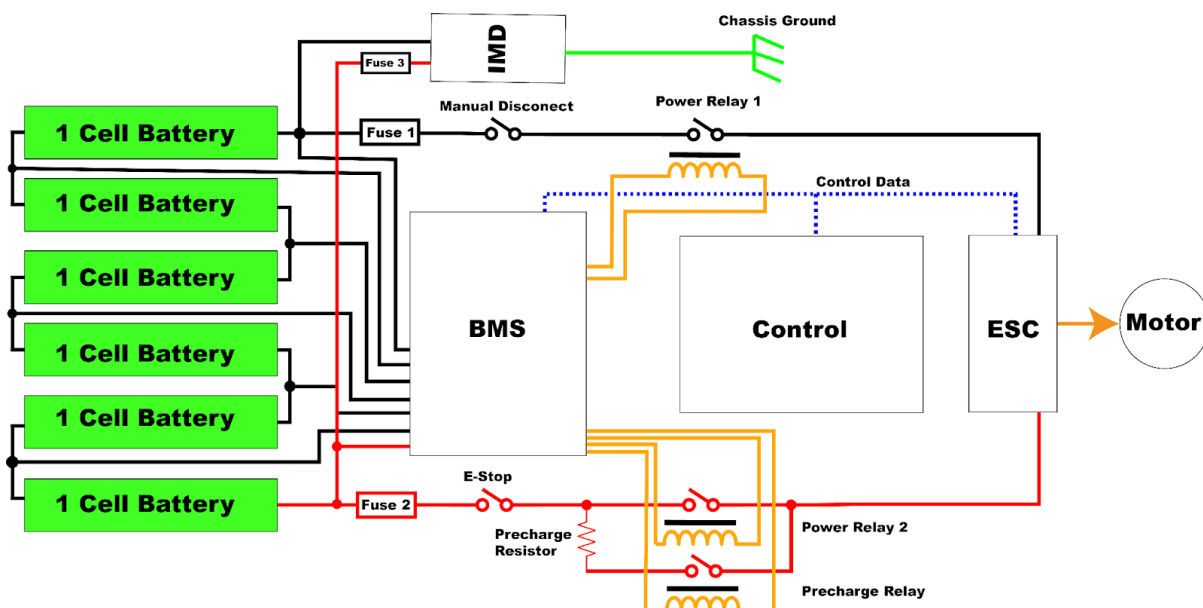 Chassis Ground
IMD
Fuse 3
Manual Disconect
Power Relay 1
1 Cell Battery
Fuse 1
Control Data
1 Cell Battery
1 Cell Battery
BMS
Control
ESC
Motor
1 Cell Battery
1 Cell Battery
E-Stop
1 Cell Battery
Fuse 2
Power Relay 2
Precharge
Resistor
Precharge Relay